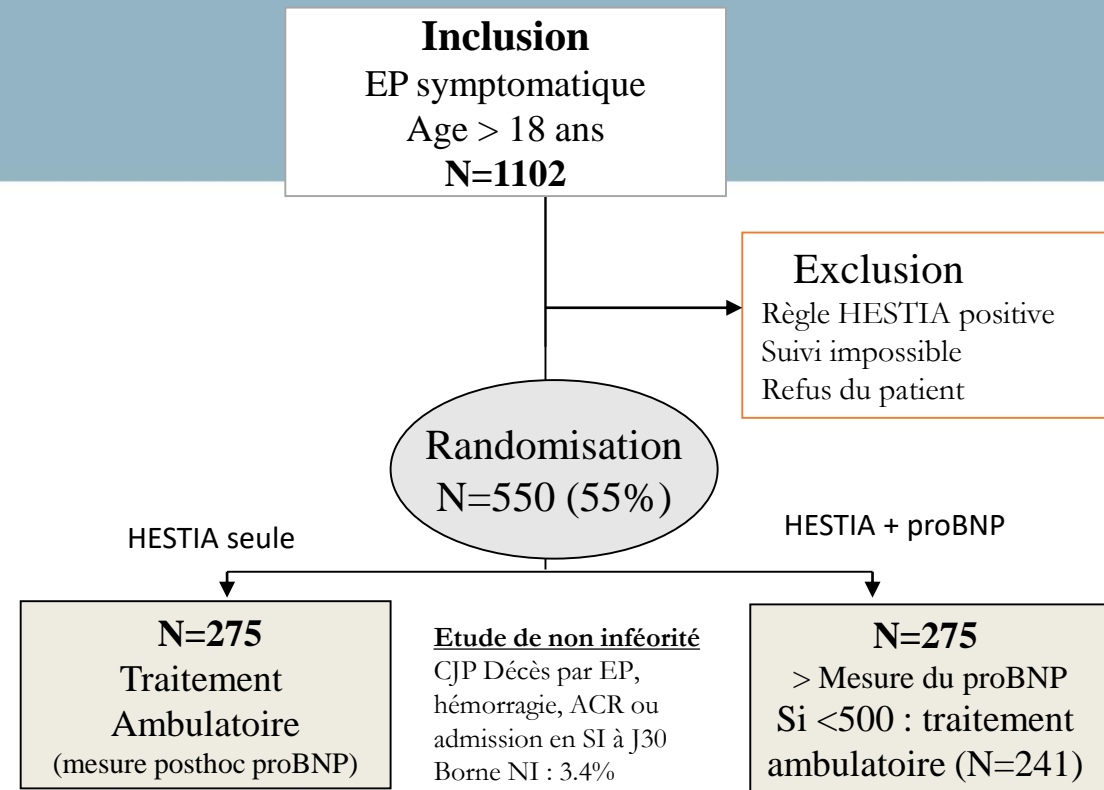 Inclusion
EP symptomatique
Age > 18 ans
N=1102
Exclusion
Règle HESTIA positive
Suivi impossible
Refus du patient
Randomisation
N=550 (55%)
HESTIA seule
HESTIA + proBNP
N=275
Traitement
Ambulatoire
(mesure posthoc proBNP)
Etude de non inféorité
CJP Décès par EP,
hémorragie, ACR ou
admission en SI à J30
Borne NI : 3.4%
N=275
> Mesure du proBNP
Si <500 : traitement
ambulatoire (N=241)